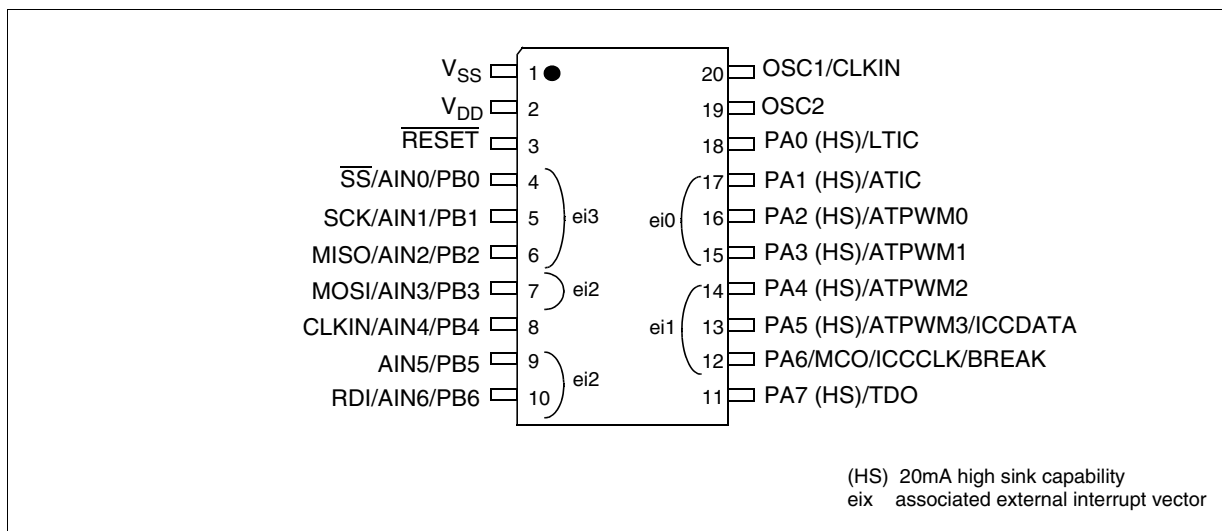 VSS 1 20 OSC1/CLKIN
VDD 2 19 OSC2
RESET 3 18 PA0 (HS)/LTIC
SS/AIN0/PB0 4 17 PA1 (HS)/ATIC
SCK/AIN1/PB1 5 ei3 ei0 16 PA2 (HS)/ATPWM0
MISO/AIN2/PB2 6 15 PA3 (HS)/ATPWM1
MOSI/AIN3/PB3 7 ei2 14 PA4 (HS)/ATPWM2
CLKIN/AIN4/PB4 8 ei1 13 PA5 (HS)/ATPWM3/ICCDATA
AIN5/PB5 9 ei2 12 PA6/MCO/ICCCLK/BREAK
RDI/AIN6/PB6 10 11 PA7 (HS)/TDO
(HS) 20mA high sink capability
eix associated external interrupt vector